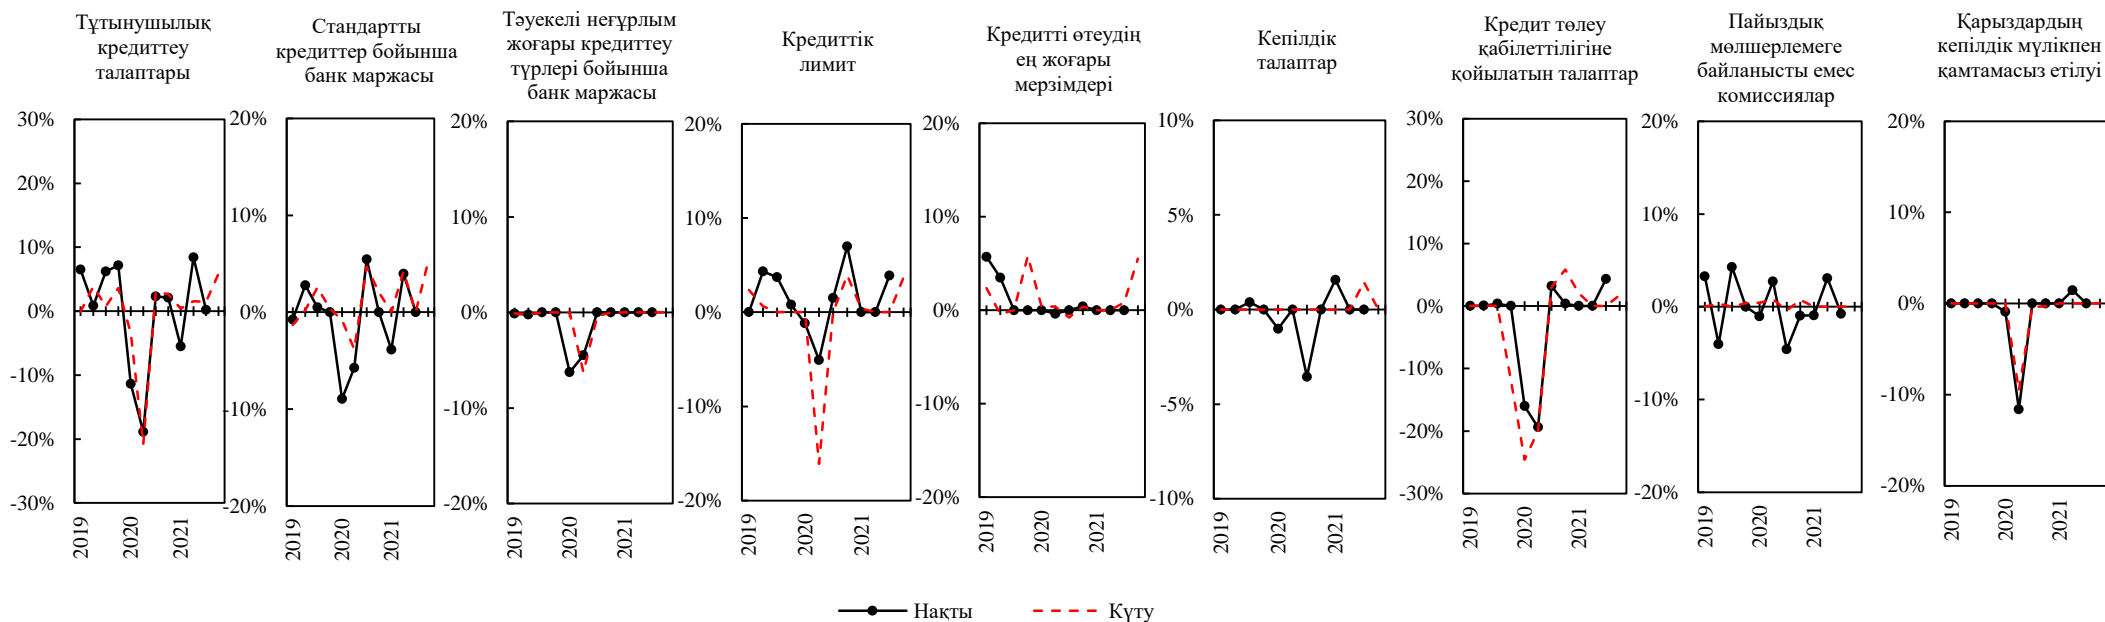 Тұтынушылық
кредиттеу
талаптары
30%
20%
10%
0%
-10%
-20%
-30%
2019
2020
2021
Стандартты
кредиттер бойынша
банк маржасы
20%
10%
0%
-10%
-20%
2019
2020
2021
Тәуекелі неғұрлым
жоғары кредиттеу
түрлері бойынша
банк маржасы
20%
10%
0%
-10%
-20%
2019
2020
2021
Кредиттік
лимит
20%
10%
0%
-10%
-20%
2019
2020
2021
Кредитті өтеудің
ең жоғары
мерзімдері
20%
10%
0%
-10%
-20%
2019
2020
2021
Кепілдік
талаптар
10%
5%
0%
-5%
-10%
2019
2020
2021
Кредит төлеу
қабілеттілігіне
қойылатын талаптар
30%
20%
10%
0%
-10%
-20%
-30%
2019
2020
2021
Пайыздық
мөлшерлемеге
байланысты емес
комиссиялар
20%
10%
0%
-10%
-20%
2019
2020
2021
Қарыздардың
кепілдік мүлікпен
қамтамасыз етілуі
20%
10%
0%
-10%
-20%
2019
2020
2021
Нақты
Күту